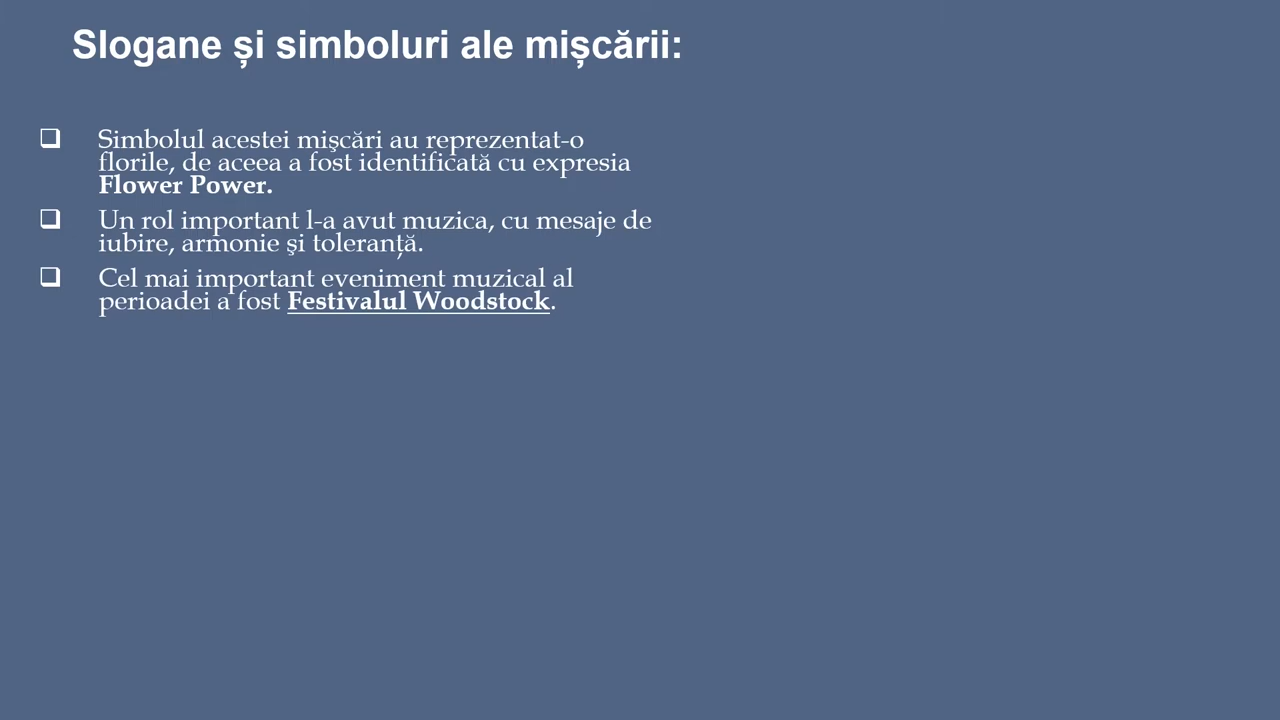 Slogane și simboluri ale mișcării:
Simbolul acestei mişcări au reprezentat-o
florile, de aceea a fost identificată cu expresia
Flower Power.
Un rol important l-a avut muzica, cu mesaje de
iubire, armonie şi toleranță.
Cel mai important eveniment muzical al
perioadei a fost Festivalul Woodstock.